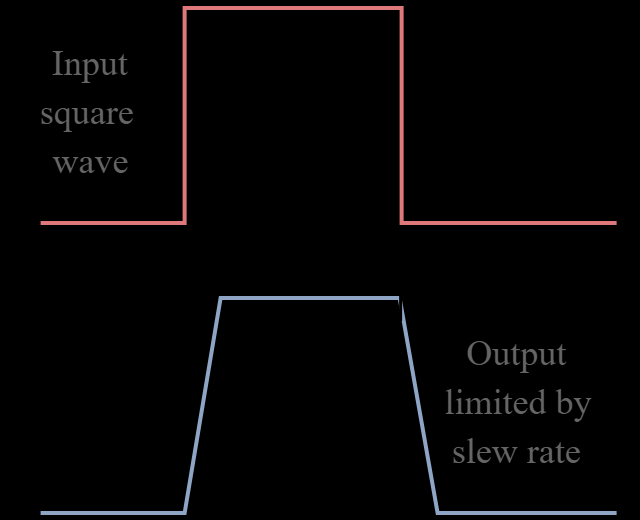 Input
square
wave
Output
limited by
slew rate